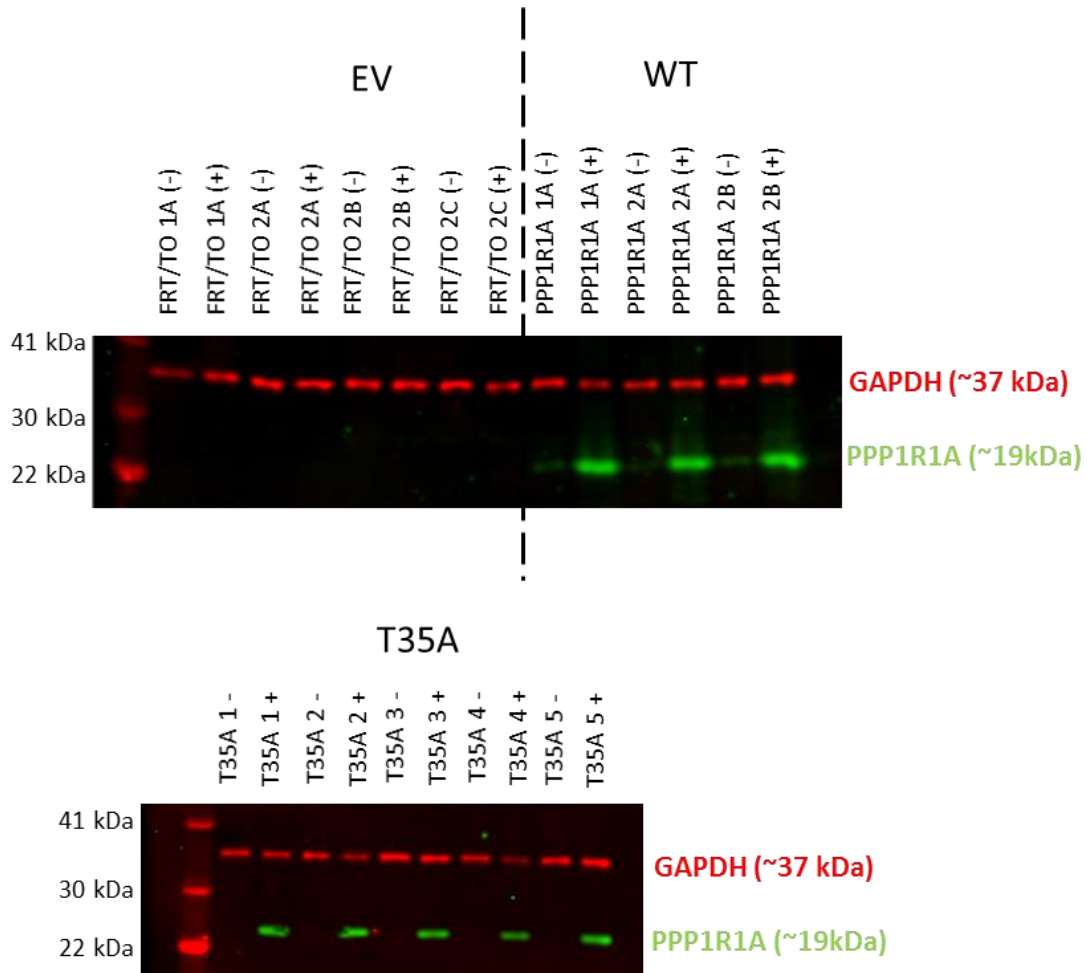 EV
WT
FRT/TO 1A (-)
FRT/TO 1A (+)
FRT/TO 2A (-)
FRT/TO 2A (+)
FRT/TO 2B (-)
FRT/TO 2B (+)
FRT/TO 2C (-)
FRT/TO 2C (+)
PPP1R1A 1A (-)
PPP1R1A 1A (+)
PPP1R1A 2A (-)
PPP1R1A 2A (+)
PPP1R1A 2B (-)
PPP1R1A 2B (+)
41 kDa
GAPDH (~37 kDa)
30 kDa
PPP1R1A (~19kDa)
22 kDa
T35A
T35A 1 -
T35A 1 +
T35A 2 -
T35A 2 +
T35A 3 -
T35A 3 +
T35A 4 -
T35A 4 +
T35A 5 -
T35A 5 +
41 kDa
GAPDH (~37 kDa)
30 kDa
PPP1R1A (~19kDa)
22 kDa